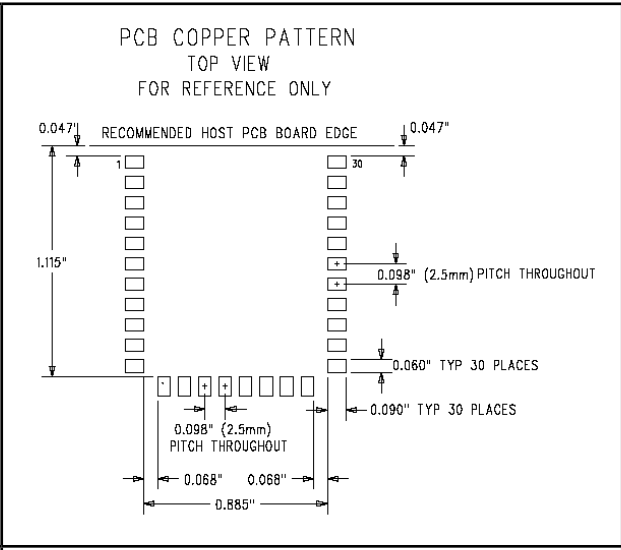 PCB COPPER PATTERN
TOP VIEW
FOR REFERENCE ONLY
0.047" RECOMMENDED HOST PCB BOARD EDGE 0.047"
1 30
1.115"
0.098" (2.5mm) PITCH THROUGHOUT
0.060" TYP 30 PLACES
0.090" TYP 30 PLACES
0.098" (2.5mm)
PITCH THROUGHOUT
0.068" 0.068"
0.885"